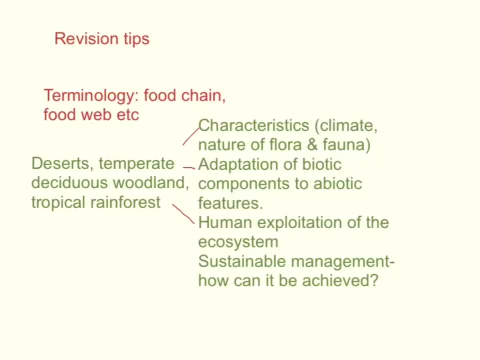 Revision tips
Terminology: food chain,
food web etc
Characteristics (climate,
nature of flora & fauna)
Deserts, temperate
deciduous woodland,
tropical rainforest
Adaptation of biotic
components to abiotic
features.
Human exploitation of the
ecosystem
Sustainable management-
how can it be achieved?